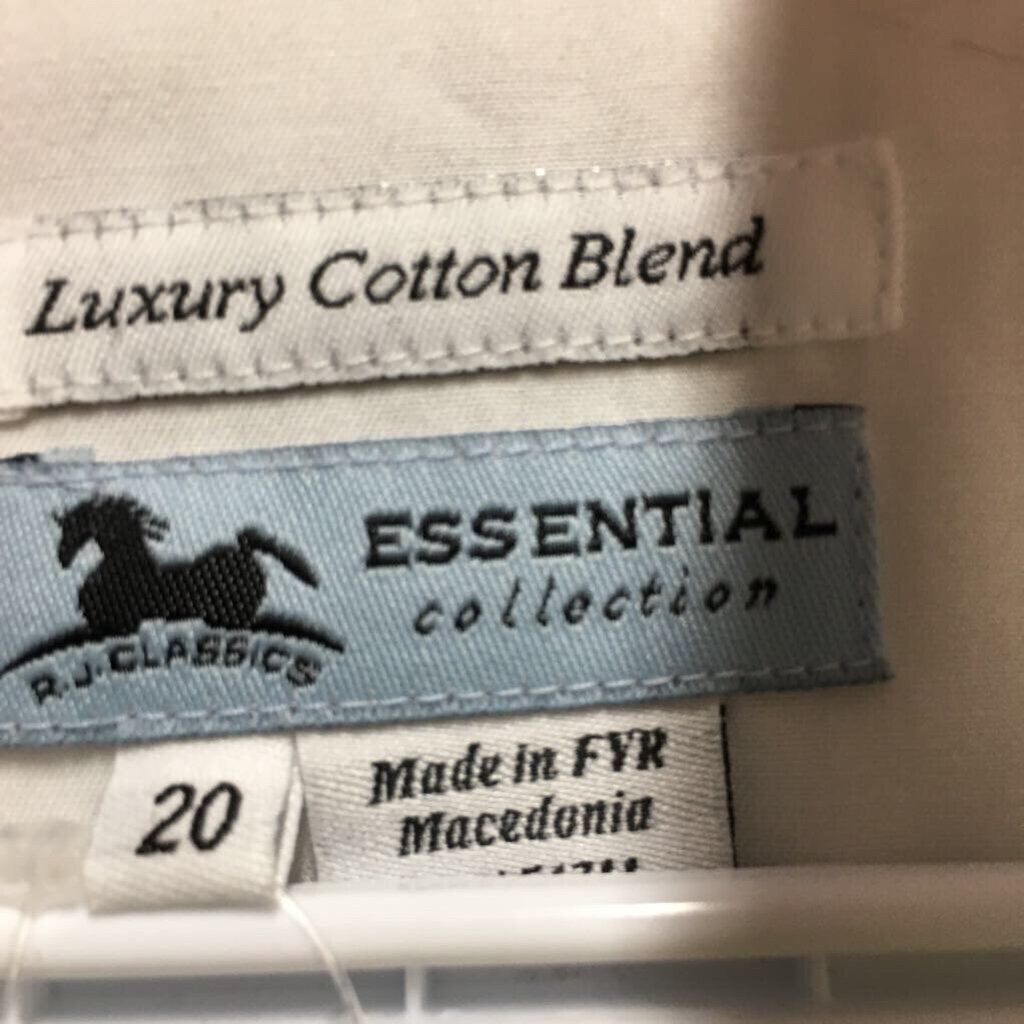 Luxury Cotton Blend
ESSENTIAL
collection
R.J. CLASSICS
20
Made in FYR
Macedonia